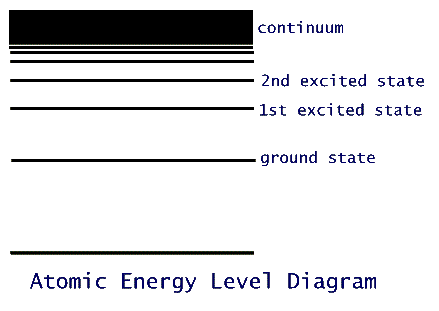 continuum
2nd excited state
1st excited state
ground state
Atomic Energy Level Diagram